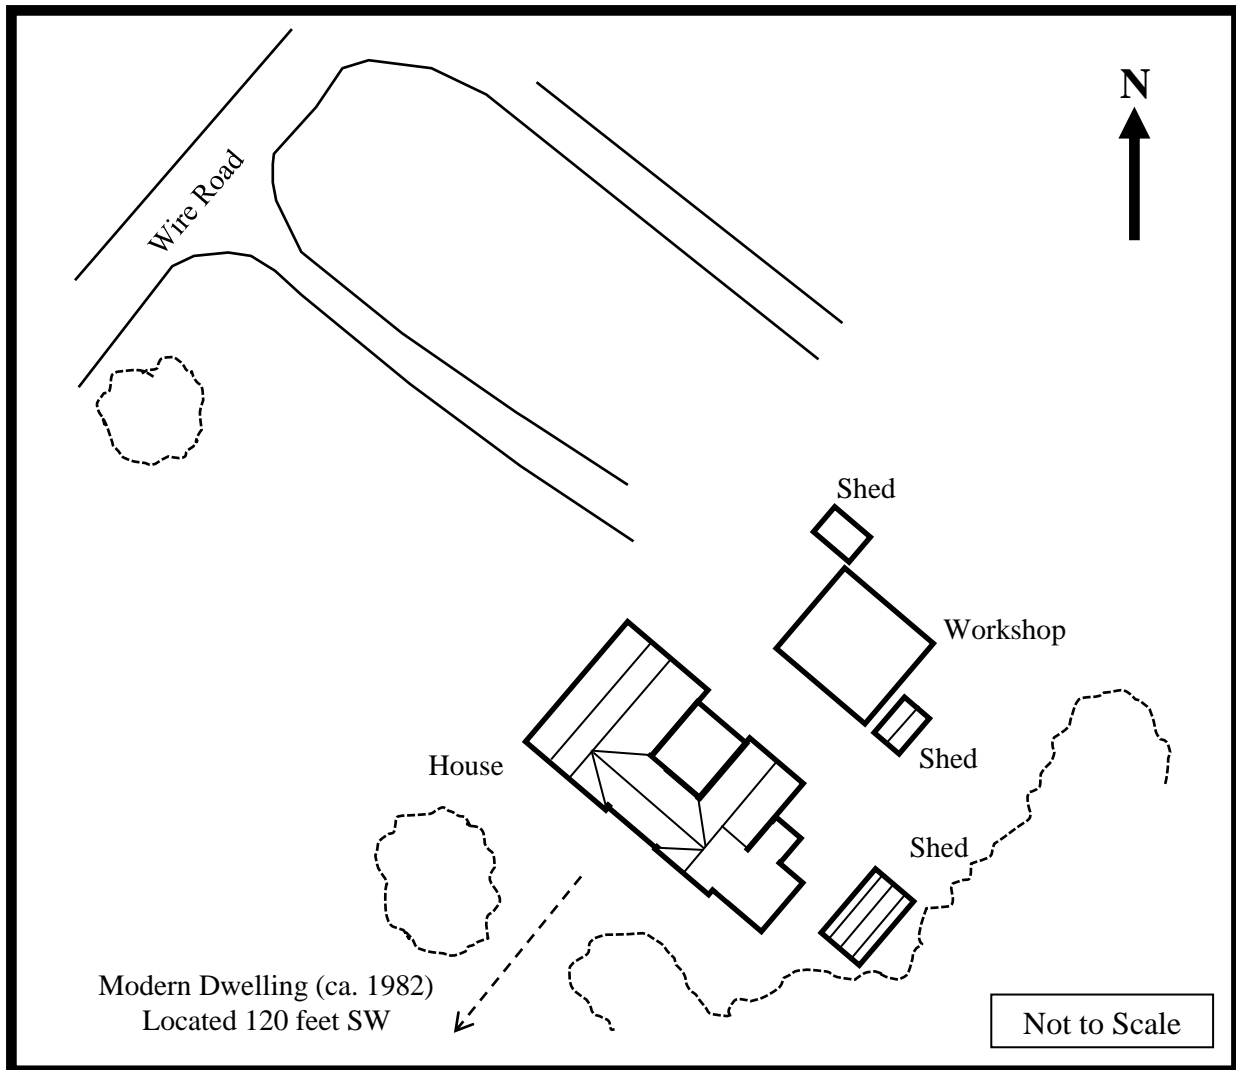 N
Wire Road
Shed
Workshop
House
Shed
Shed
Modern Dwelling (ca. 1982)
Located 120 feet SW
Not to Scale